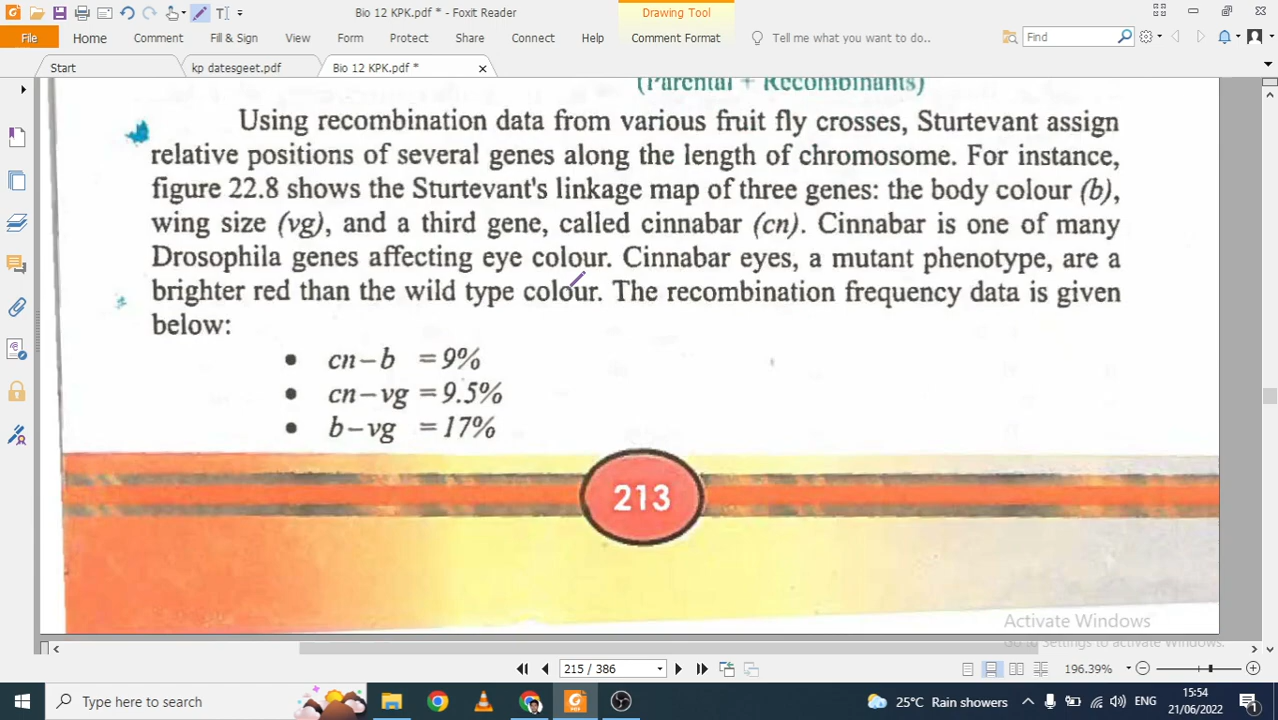 Bio 12 KPK.pdf * - Foxit Reader
Drawing Tool
File Home Comment Fill & Sign View Form Protect Share Connect Help Comment Format Tell me what you want to do.. Find
Start kp datesgeet.pdf Bio 12 KPK.pdf *
(Parental + Recombinants)
Using recombination data from various fruit fly crosses, Sturtevant assign
relative positions of several genes along the length of chromosome. For instance,
figure 22.8 shows the Sturtevant's linkage map of three genes: the body colour (b),
wing size (vg), and a third gene, called cinnabar (cn). Cinnabar is one of many
Drosophila genes affecting eye colour. Cinnabar eyes, a mutant phenotype, are a
brighter red than the wild type colour. The recombination frequency data is given
below:
• cn – b = 9%
• cn – vg = 9.5%
• b – vg = 17%
213
Activate Windows
Go to Settings to activate Windows.
215 / 386
196.39%
Type here to search
25°C Rain showers
ENG
15:54
21/06/2022
1